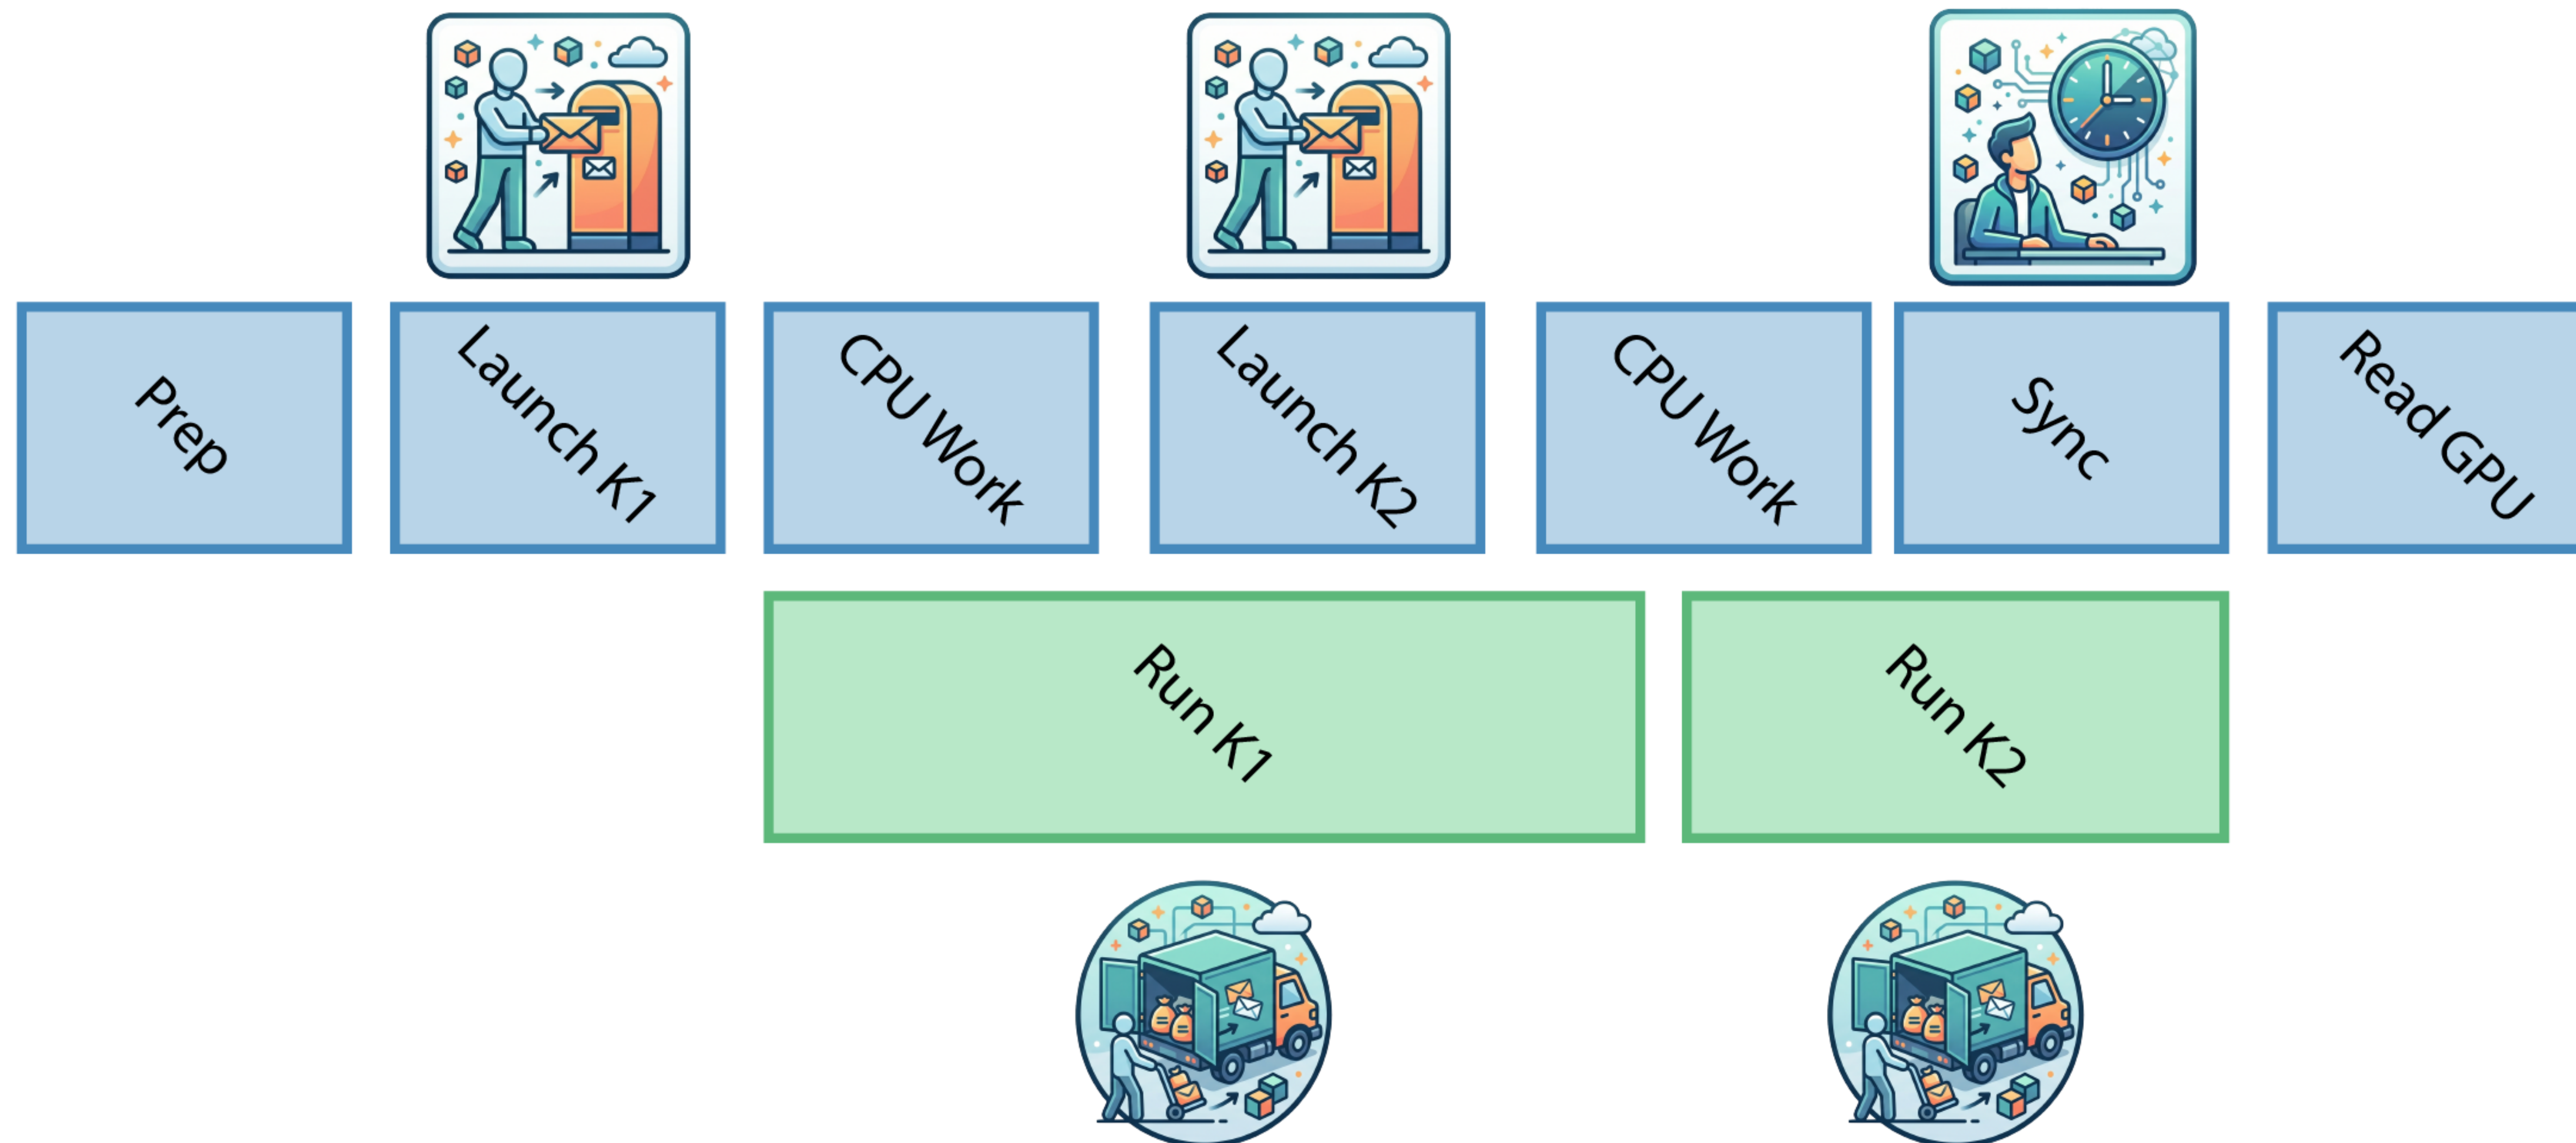 Prep
Launch K1
CPU Work
Launch K2
CPU Work
Sync
Read GPU
Run K1
Run K2